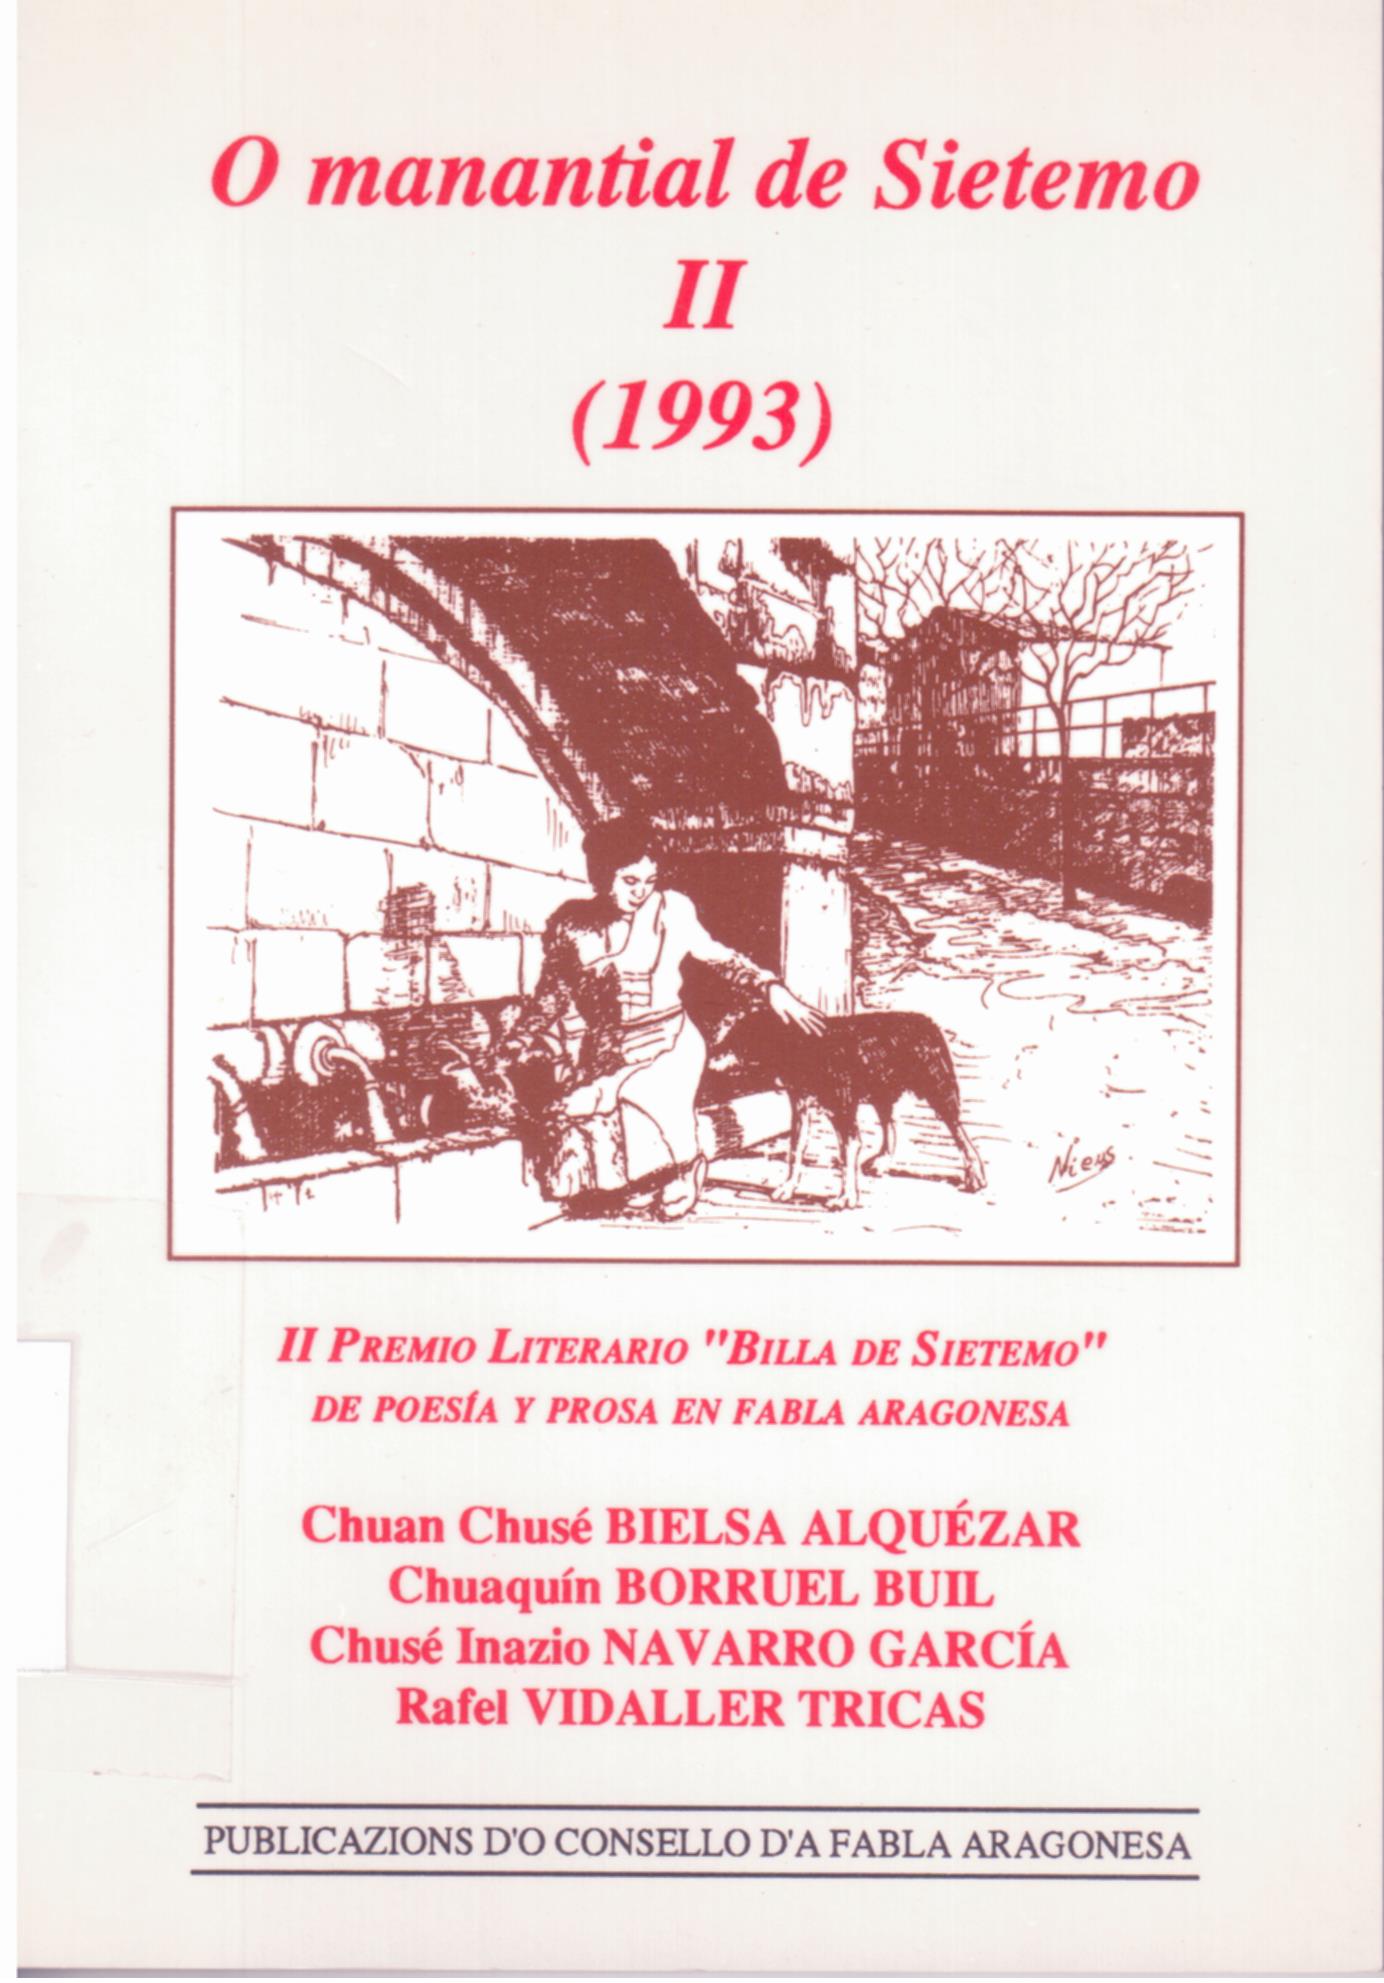 O manantial de Sietemo
II
(1993)
Nieus
II PREMIO LITERARIO "BILLA DE SIETEMO"
DE POESÍA Y PROSA EN FABLA ARAGONESA
Chuan Chusé BIELSA ALQUÉZAR
Chuaquín BORRUEL BUIL
Chusé Inazio NAVARRO GARCÍA
Rafel VIDALLER TRICAS
PUBLICAZIONS D'O CONSELLO D'A FABLA ARAGONESA